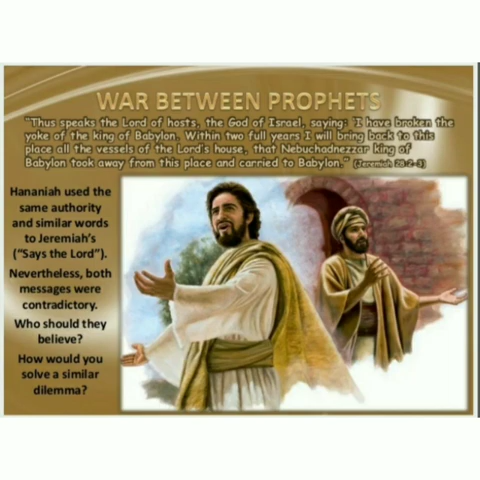 WAR BETWEEN PROPHETS
"Thus speaks the Lord of hosts, the God of Israel, saying: 'I have broken the
yoke of the king of Babylon. Within two full years I will bring back to this
place all the vessels of the Lord's house, that Nebuchadnezzar king of
Babylon took away from this place and carried to Babylon." (Jeremiah 28:2-3)
Hananiah used the
same authority
and similar words
to Jeremiah's
("Says the Lord").
Nevertheless, both
messages were
contradictory.
Who should they
believe?
How would you
solve a similar
dilemma?